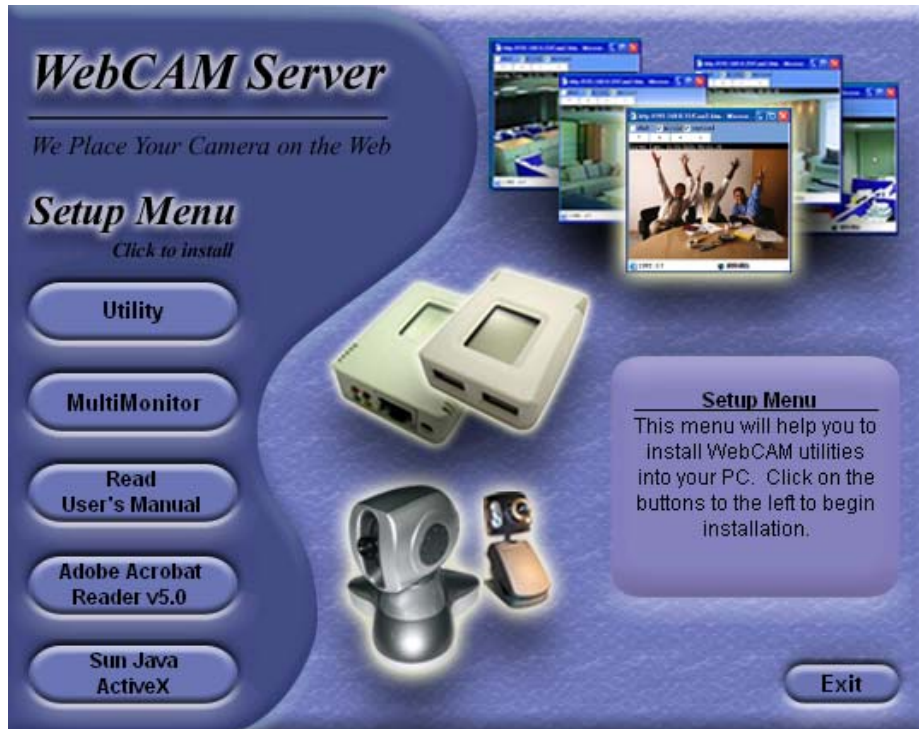 WebCAM Server
We Place Your Camera on the Web
Setup Menu
Click to install
Utility
MultiMonitor
Read
User's Manual
Adobe Acrobat
Reader v5.0
Sun Java
ActiveX
Setup Menu
This menu will help you to
install WebCAM utilities
into your PC. Click on the
buttons to the left to begin
installation.
Exit